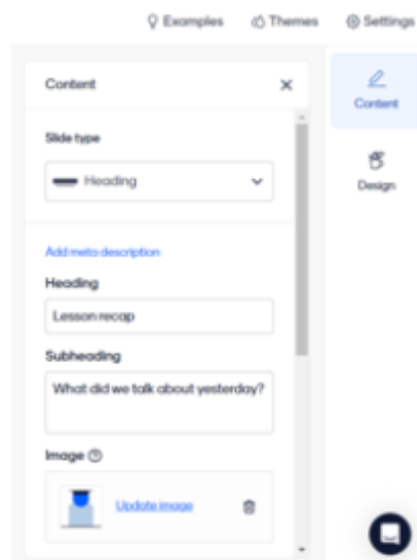 Examples Themes Settings
Content
Slide type
Heading
Add meta description
Heading
Lesson recap
Subheading
What did we talk about yesterday?
Image
Update image
Content
Design